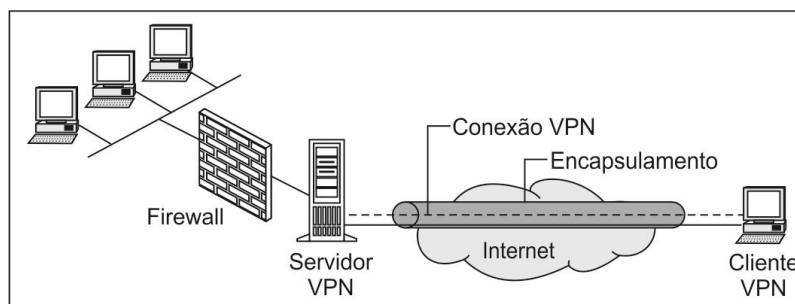 Conexão VPN
Encapsulamento
Firewall
Internet
Servidor
VPN
Cliente
VPN